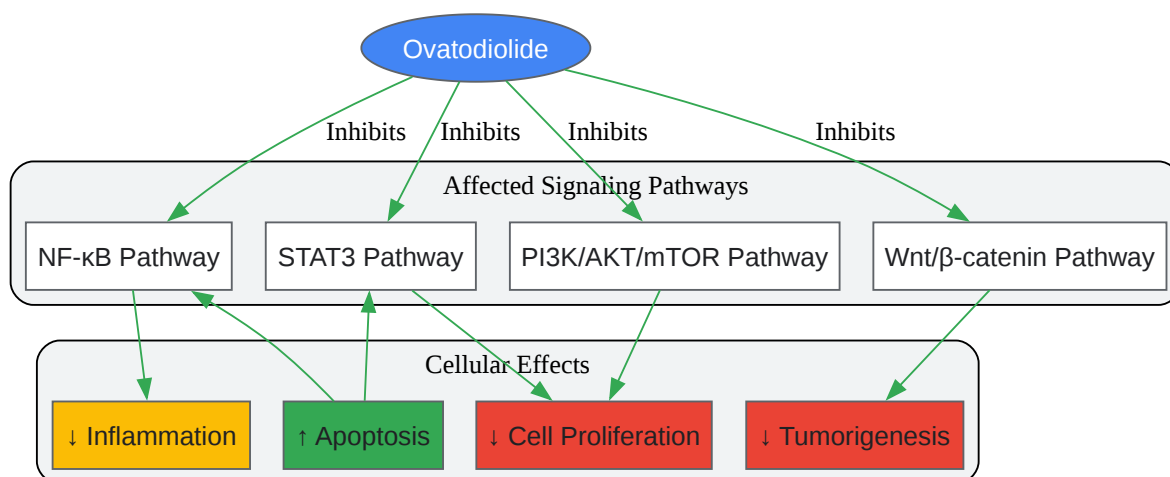 Ovatodiolide
Inhibits
Inhibits
Inhibits
Inhibits
Affected Signaling Pathways
NF-κB Pathway
STAT3 Pathway
PI3K/AKT/mTOR Pathway
Wnt/β-catenin Pathway
Cellular Effects
↓ Inflammation
↑ Apoptosis
↓ Cell Proliferation
↓ Tumorigenesis